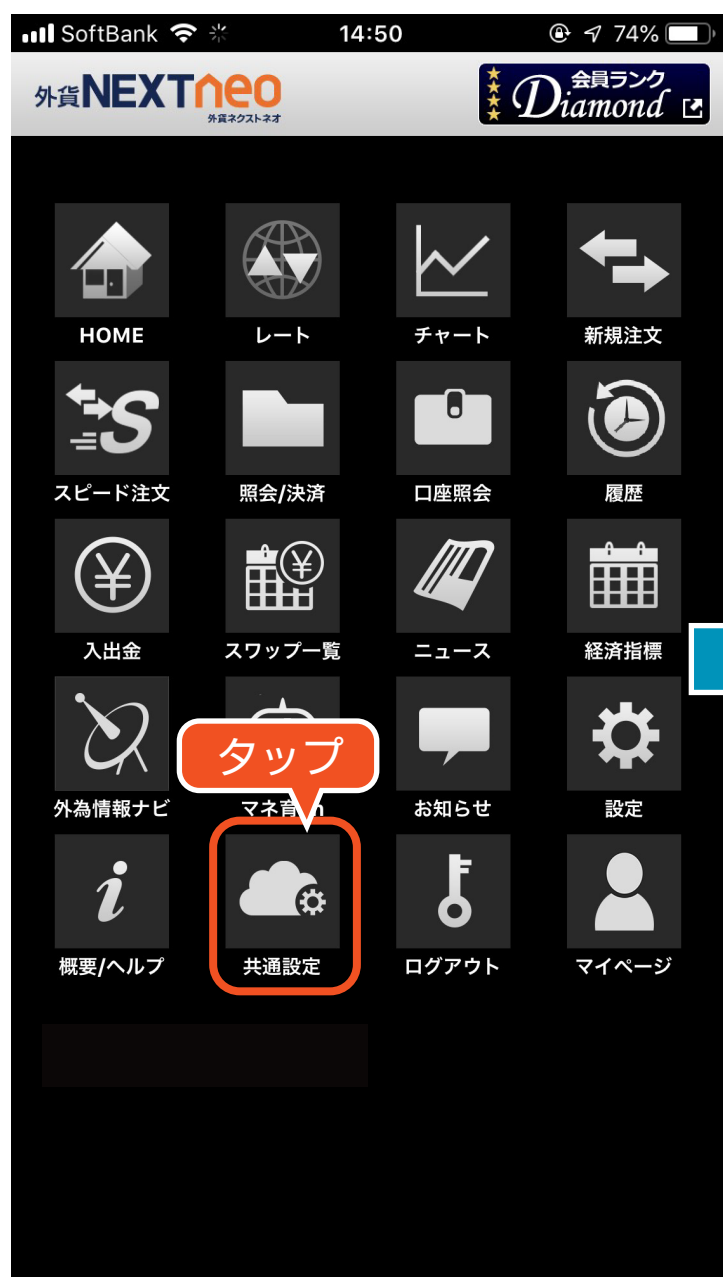 SoftBank 14:50 74%
外貨NEXTneo
外貨ネクストネオ
会員ランク
Diamond
HOME レート チャート 新規注文
スピード注文 照会/決済 口座照会 履歴
入出金 スワップ一覧 ニュース 経済指標
タップ
外為情報ナビ マネ育 お知らせ 設定
概要/ヘルプ 共通設定 ログアウト マイページ